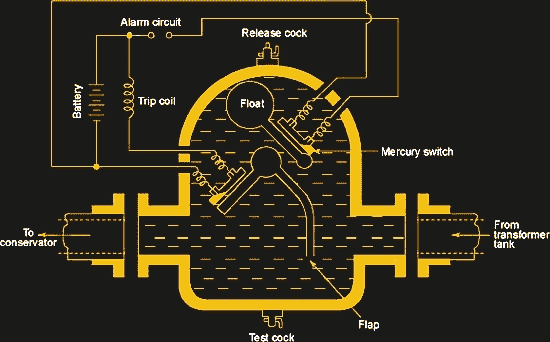 Alarm circuit
Release cock
Battery
Trip coil
Float
Mercury switch
To
conservator
From
transformer
tank
Flap
Test cock